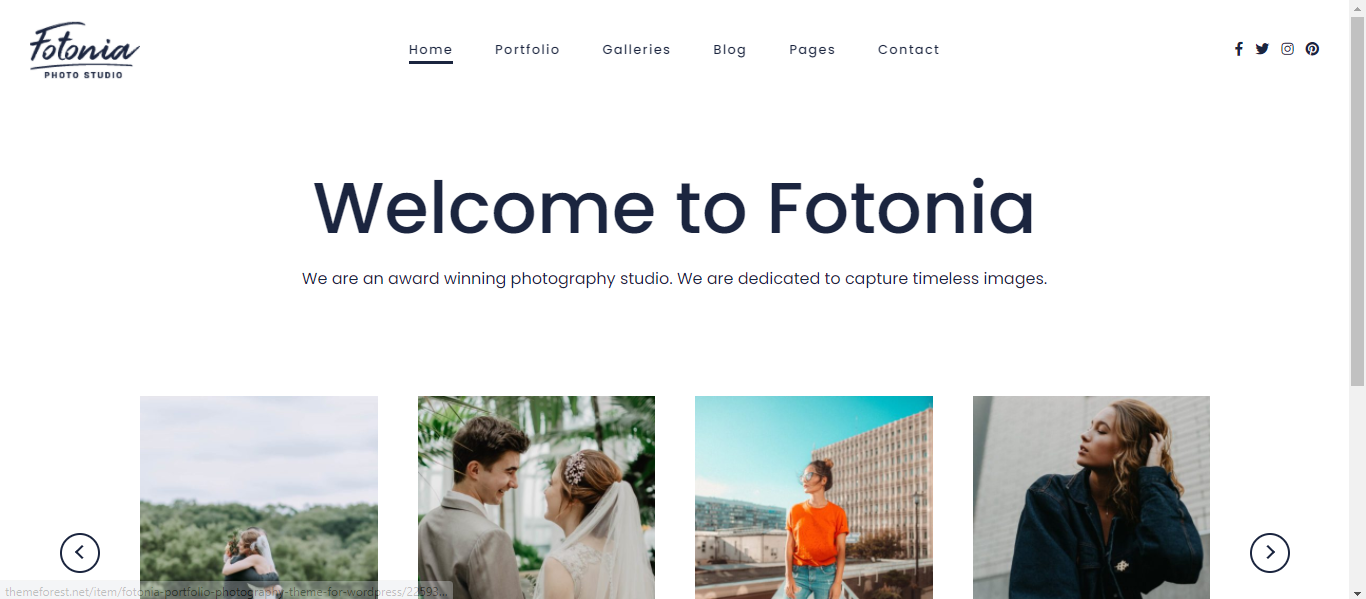 Fotonia
PHOTO STUDIO
Home Portfolio Galleries Blog Pages Contact
Welcome to Fotonia
We are an award winning photography studio. We are dedicated to capture timeless images.
themeforest.net/item/fotonia-portfolio-photography-theme-for-wordpress/22593...